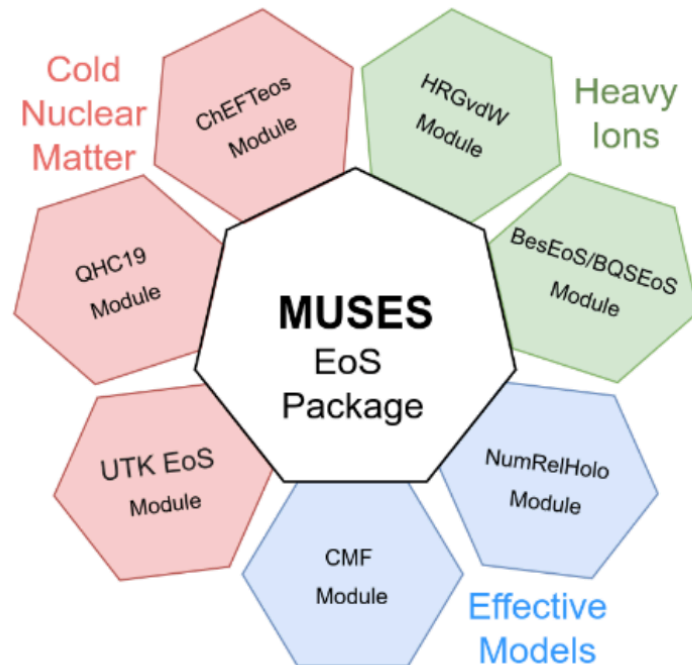 Cold
Nuclear
Matter
ChEFTeos
Module
HRGvdW
Module
Heavy
Ions
QHC19
Module
BesEoS/BQSEoS
Module
MUSES
EoS
Package
UTK EoS
Module
NumRelHolo
Module
CMF
Module
Effective
Models